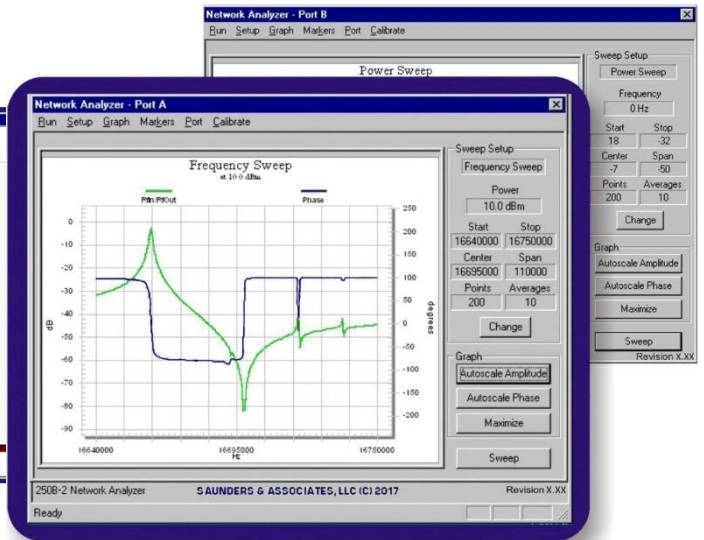 Network Analyzer - Port B
Run Setup Graph Markers Port Calibrate
Power Sweep
Sweep Setup
Power Sweep
Frequency
0 Hz
Start Stop
18 -32
Center Span
-7 -50
Points Averages
200 10
Change
Graph
Autoscale Amplitude
Autoscale Phase
Maximize
Sweep
Revision X.XX
Network Analyzer - Port A
Run Setup Graph Markers Port Calibrate
Frequency Sweep
at 10.0 dBm
RfIn/RfOut Phase
0
-10
-20
-30
-40
-50
-60
-70
-80
-90
dB
250
200
150
100
50
0
-50
-100
-150
-200
degrees
16640000 16695000 16750000
Hz
Sweep Setup
Frequency Sweep
Power
10.0 dBm
Start Stop
16640000 16750000
Center Span
16695000 110000
Points Averages
200 10
Change
Graph
Autoscale Amplitude
Autoscale Phase
Maximize
Sweep
250B-2 Network Analyzer SAUNDERS & ASSOCIATES, LLC (C) 2017 Revision X.XX
Ready